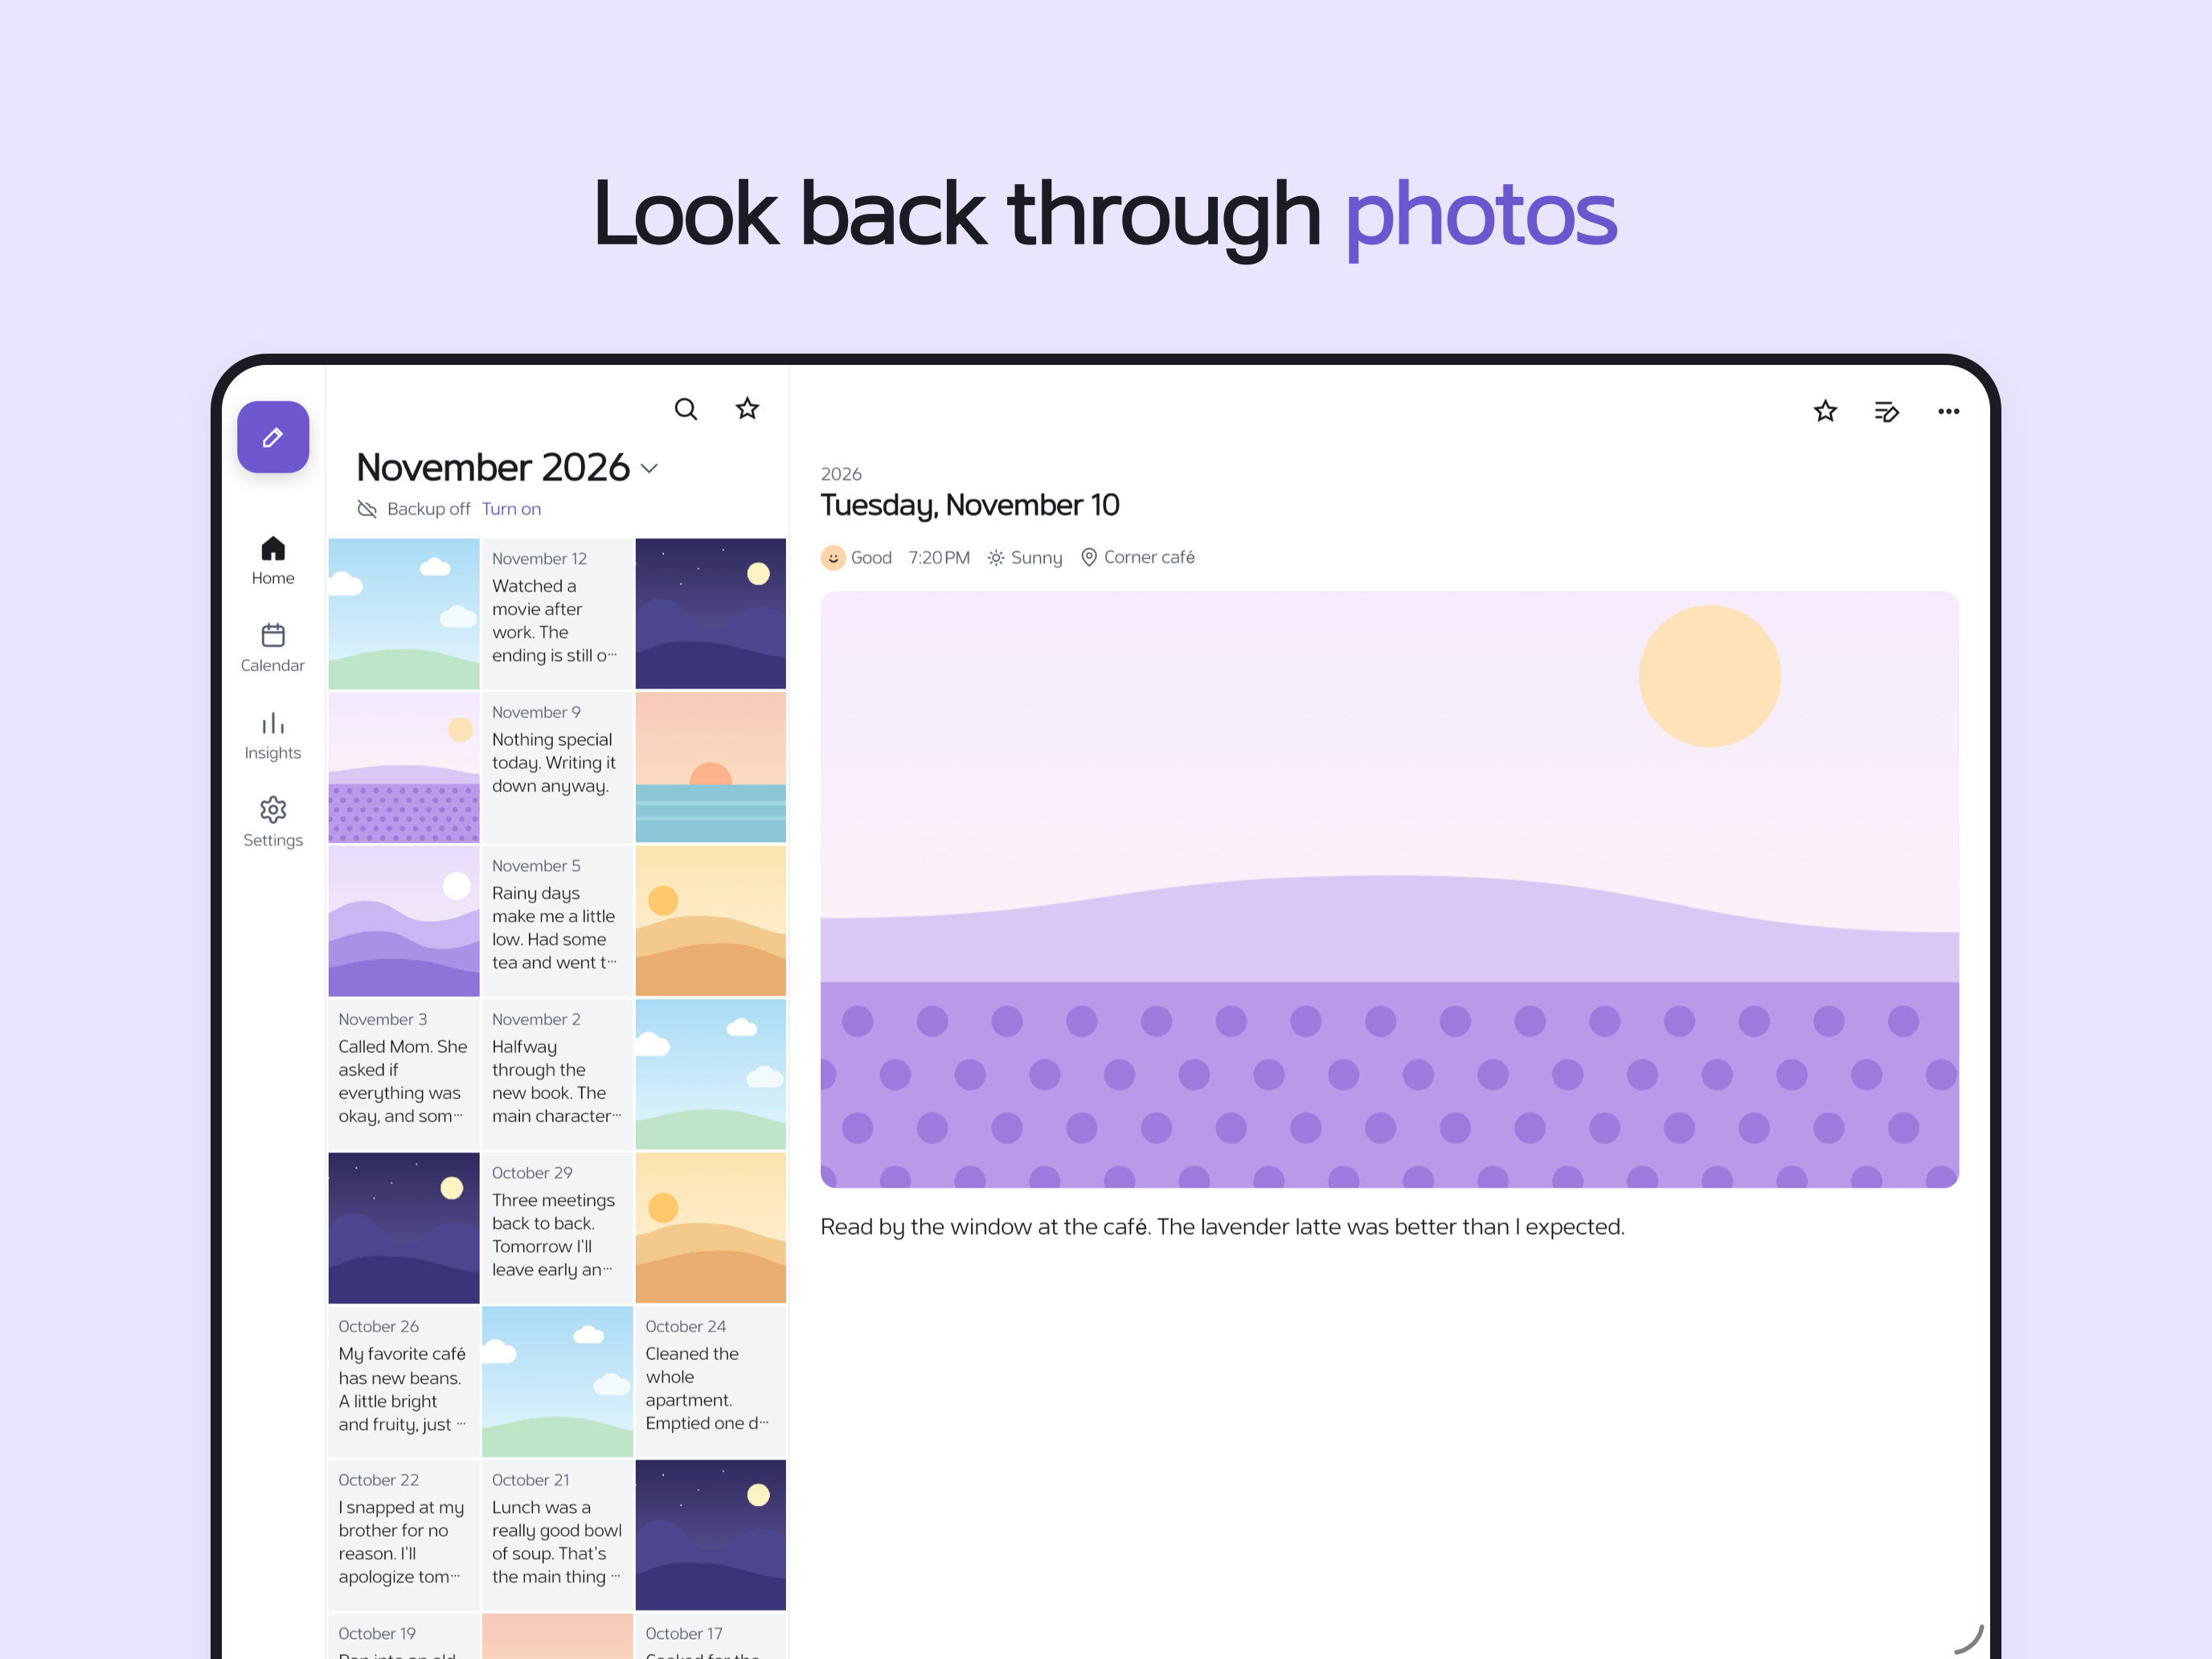 Look back through photos
Home
Calendar
Insights
Settings
November 2026
Backup off Turn on
November 12
Watched a
movie after
work. The
ending is still o…
November 9
Nothing special
today. Writing it
down anyway.
November 5
Rainy days
make me a little
low. Had some
tea and went t…
November 3
Called Mom. She
asked if
everything was
okay, and som…
November 2
Halfway
through the
new book. The
main character…
October 29
Three meetings
back to back.
Tomorrow I'll
leave early an…
October 26
My favorite café
has new beans.
A little bright
and fruity, just …
October 24
Cleaned the
whole
apartment.
Emptied one d…
October 22
I snapped at my
brother for no
reason. I'll
apologize tom…
October 21
Lunch was a
really good bowl
of soup. That's
the main thing …
October 19
October 17
2026
Tuesday, November 10
Good 7:20 PM Sunny Corner café
Read by the window at the café. The lavender latte was better than I expected.